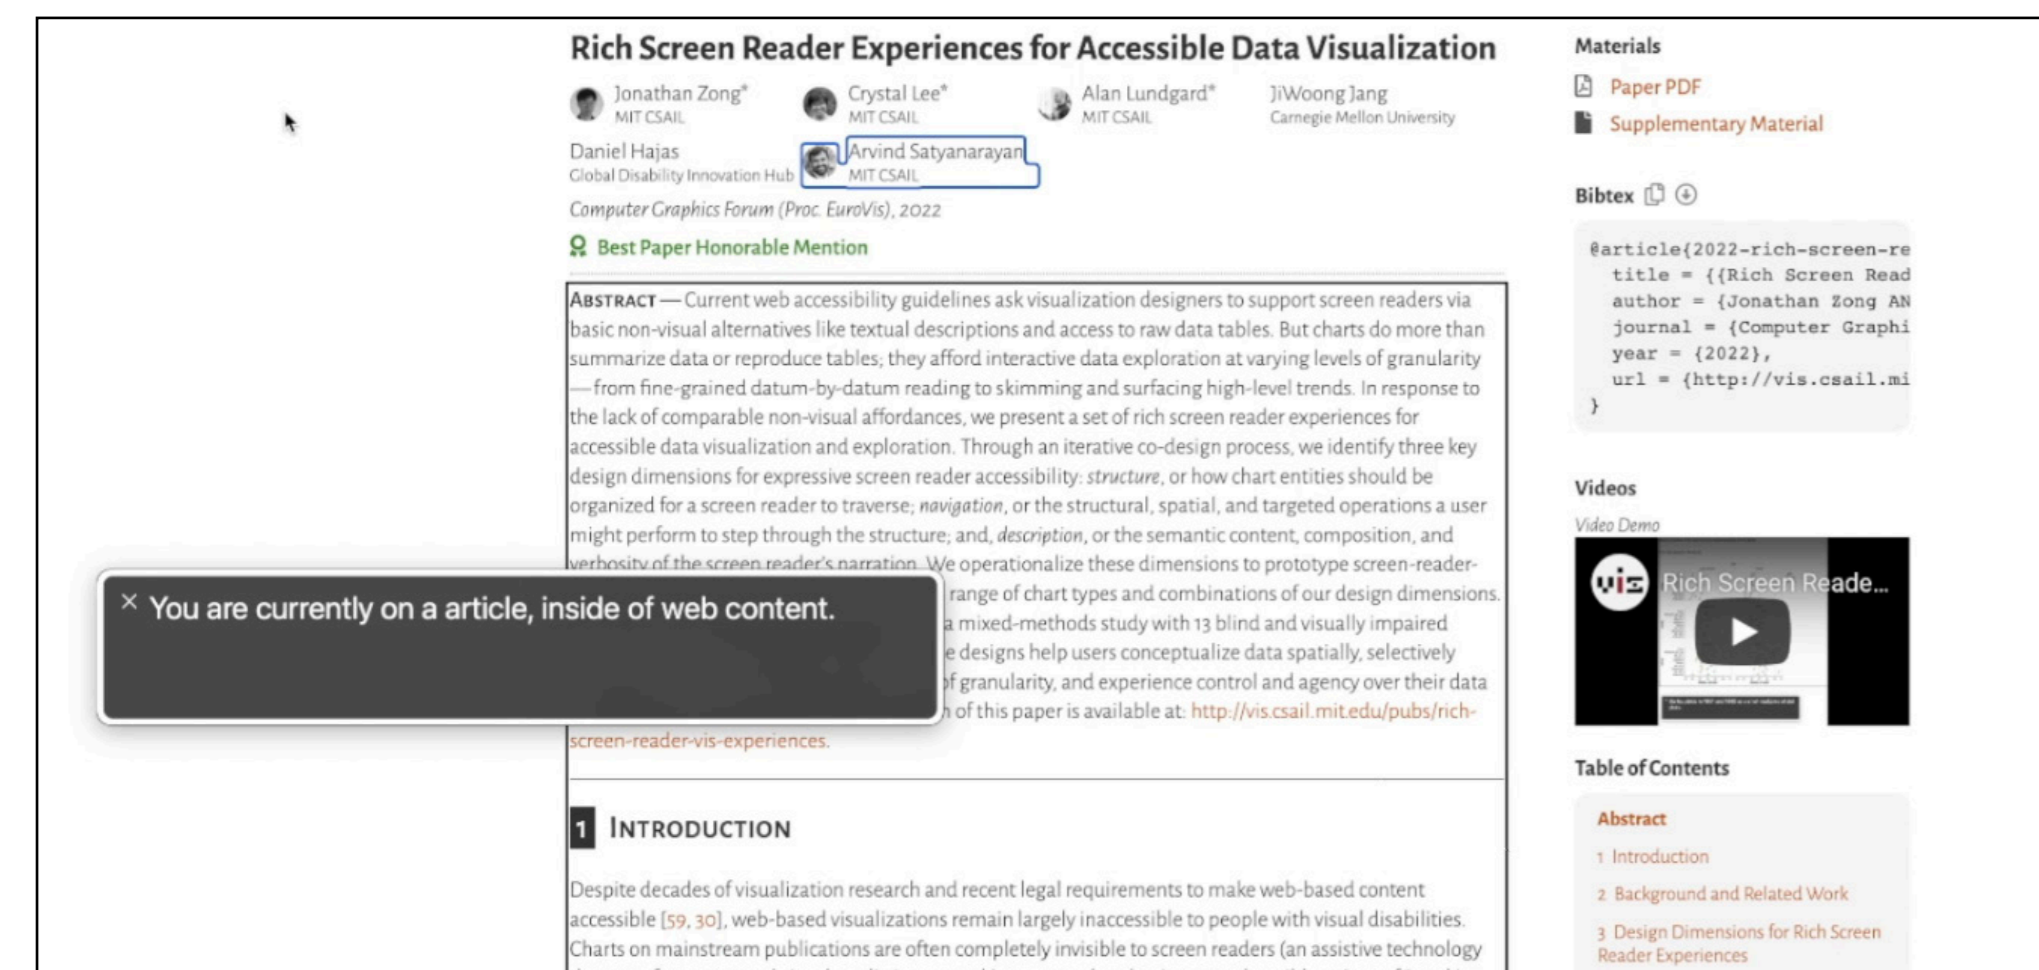 Rich Screen Reader Experiences for Accessible Data Visualization
Jonathan Zong*
MIT CSAIL
Crystal Lee*
MIT CSAIL
Alan Lundgard*
MIT CSAIL
JiWoong Jang
Carnegie Mellon University
Daniel Hajas
Global Disability Innovation Hub
Arvind Satyanarayan
MIT CSAIL
Computer Graphics Forum (Proc. EuroVis), 2022
Best Paper Honorable Mention
ABSTRACT — Current web accessibility guidelines ask visualization designers to support screen readers via
basic non-visual alternatives like textual descriptions and access to raw data tables. But charts do more than
summarize data or reproduce tables; they afford interactive data exploration at varying levels of granularity
— from fine-grained datum-by-datum reading to skimming and surfacing high-level trends. In response to
the lack of comparable non-visual affordances, we present a set of rich screen reader experiences for
accessible data visualization and exploration. Through an iterative co-design process, we identify three key
design dimensions for expressive screen reader accessibility: structure, or how chart entities should be
organized for a screen reader to traverse; navigation, or the structural, spatial, and targeted operations a user
might perform to step through the structure; and, description, or the semantic content, composition, and
verbosity of the screen reader's narration. We operationalize these dimensions to prototype screen-reader-
range of chart types and combinations of our design dimensions.
a mixed-methods study with 13 blind and visually impaired
e designs help users conceptualize data spatially, selectively
of granularity, and experience control and agency over their data
of this paper is available at: http://vis.csail.mit.edu/pubs/rich-
screen-reader-vis-experiences.
× You are currently on a article, inside of web content.
1 INTRODUCTION
Despite decades of visualization research and recent legal requirements to make web-based content
accessible [59, 30], web-based visualizations remain largely inaccessible to people with visual disabilities.
Charts on mainstream publications are often completely invisible to screen readers (an assistive technology
Materials
Paper PDF
Supplementary Material
Bibtex
@article{2022-rich-screen-re
title = {{Rich Screen Read
author = {Jonathan Zong AN
journal = {Computer Graphi
year = {2022},
url = {http://vis.csail.mi
}
Videos
Video Demo
vis Rich Screen Reade...
Table of Contents
Abstract
1 Introduction
2 Background and Related Work
3 Design Dimensions for Rich Screen
Reader Experiences